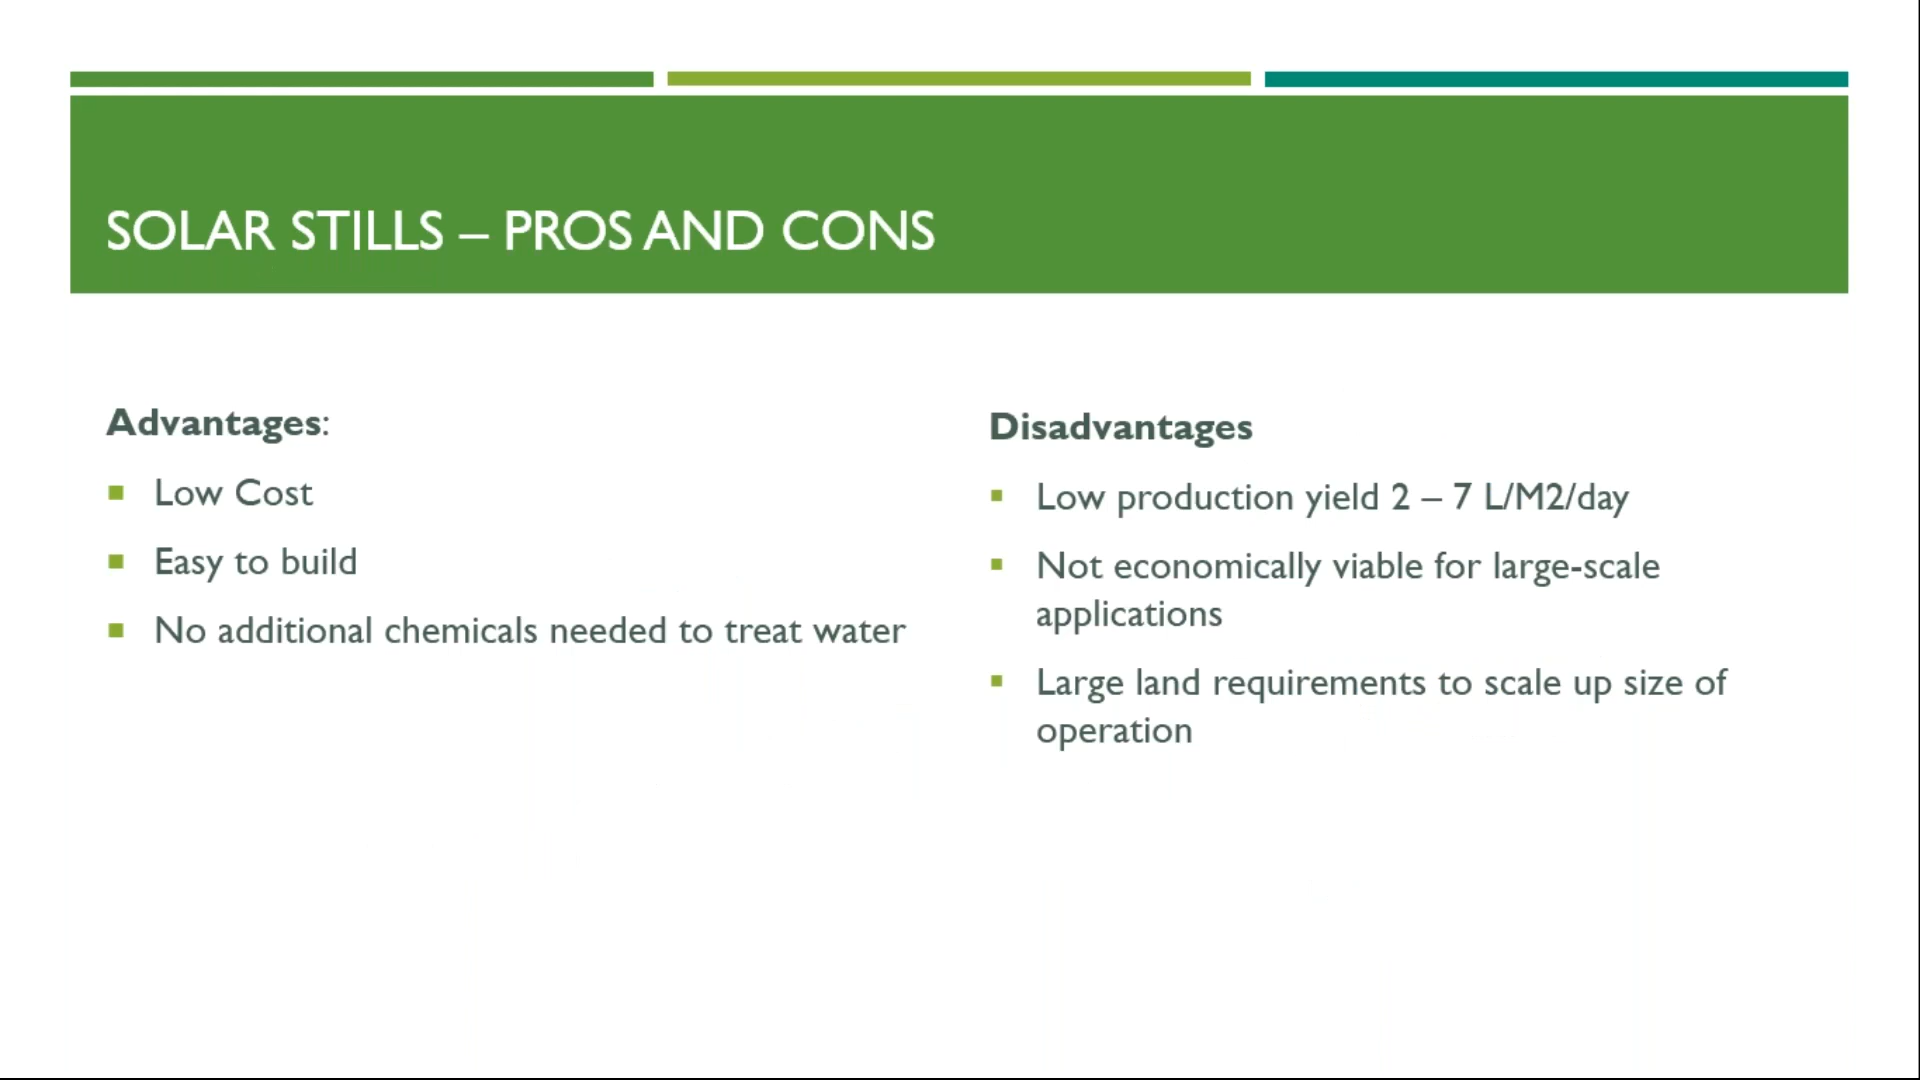 SOLAR STILLS – PROS AND CONS
Advantages:
▪ Low Cost
▪ Easy to build
▪ No additional chemicals needed to treat water
Disadvantages
▪ Low production yield 2 – 7 L/M2/day
▪ Not economically viable for large-scale
applications
▪ Large land requirements to scale up size of
operation